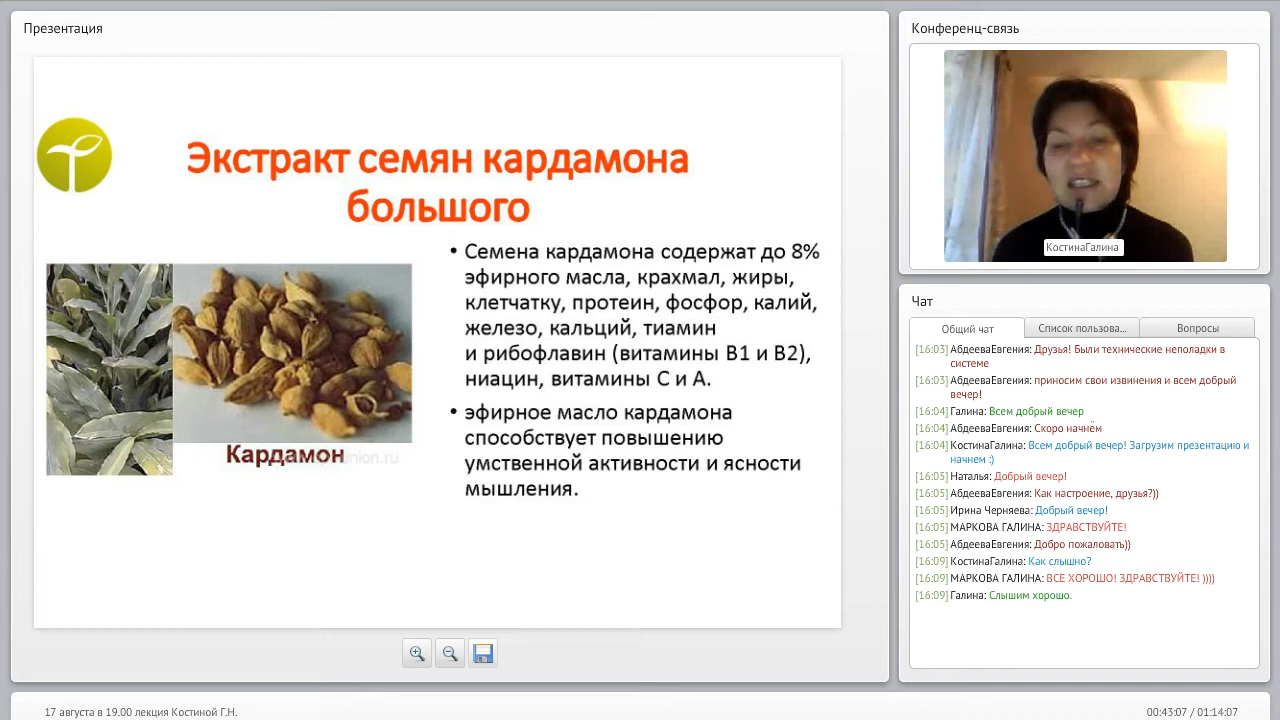 Презентация
Экстракт семян кардамона
большого
• Семена кардамона содержат до 8%
эфирного масла, крахмал, жиры,
клетчатку, протеин, фосфор, калий,
железо, кальций, тиамин
и рибофлавин (витамины B1 и B2),
ниацин, витамины С и А.
• эфирное масло кардамона
способствует повышению
умственной активности и ясности
мышления.
Кардамон
Конференц-связь
КостинаГалина
Чат
Общий чат
Список пользова...
Вопросы
[16:03] АбдееваЕвгения: Друзья! Были технические неполадки в
системе
[16:03] АбдееваЕвгения: приносим свои извинения и всем добрый
вечер!
[16:04] Галина: Всем добрый вечер
[16:04] АбдееваЕвгения: Скоро начнём
[16:04] КостинаГалина: Всем добрый вечер! Загрузим презентацию и
начнем :)
[16:05] Наталья: Добрый вечер!
[16:05] АбдееваЕвгения: Как настроение, друзья?))
[16:05] Ирина Черняева: Добрый вечер!
[16:05] МАРКОВА ГАЛИНА: ЗДРАВСТВУЙТЕ!
[16:05] АбдееваЕвгения: Добро пожаловать))
[16:09] КостинаГалина: Как слышно?
[16:09] МАРКОВА ГАЛИНА: ВСЕ ХОРОШО! ЗДРАВСТВУЙТЕ! ))))
[16:09] Галина: Слышим хорошо.
17 августа в 19.00 лекция Костиной Г.Н.
00:43:07 / 01:14:07